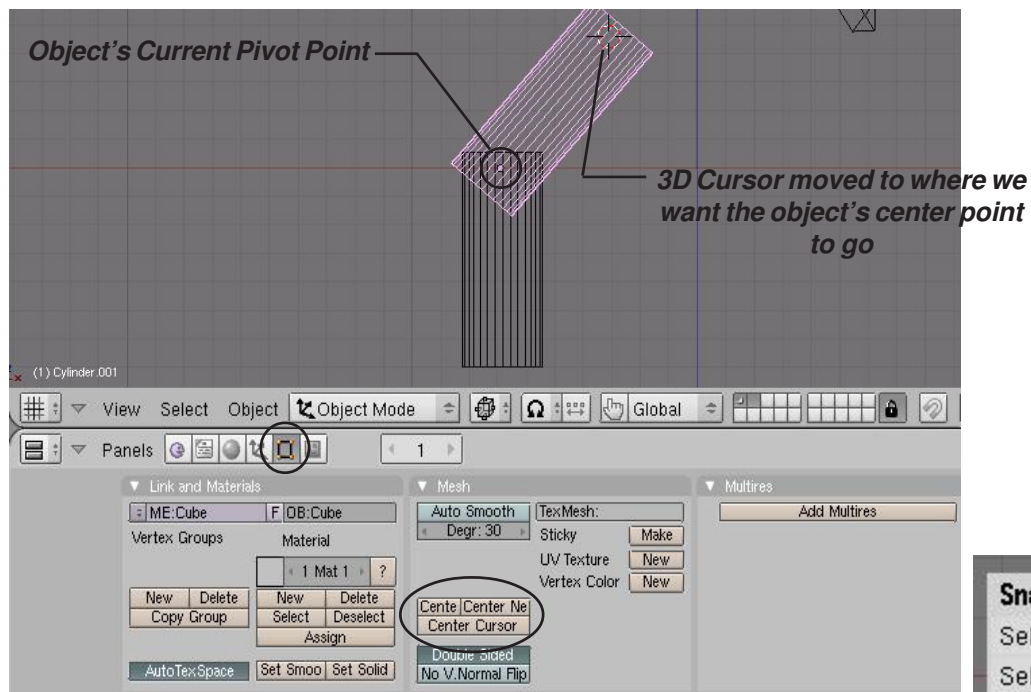 Object's Current Pivot Point
3D Cursor moved to where we
want the object's center point
to go
(1) Cylinder.001
View Select Object Object Mode Global
Panels 1
Link and Materials Mesh Multires
ME:Cube F OB:Cube Auto Smooth TexMesh: Add Multires
Vertex Groups Material Degr: 30 Sticky Make
1 Mat 1 ? UV Texture New
Vertex Color New
New Delete New Delete Cente Center Ne
Copy Group Select Deselect Center Cursor
Assign Double Sided
AutoTexSpace Set Smoo Set Solid No V.Normal Flip
Sna
Sel
Sel